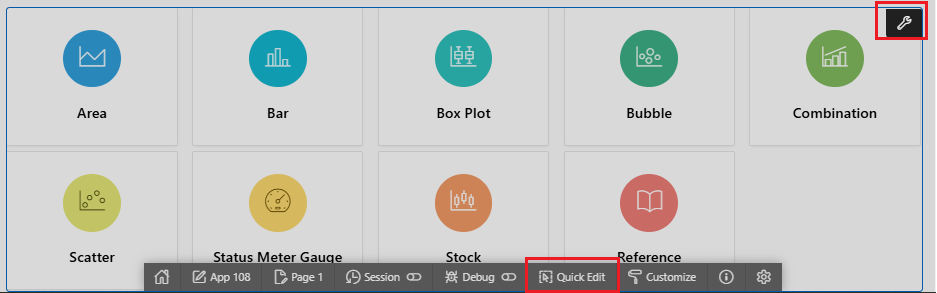 Area
Bar
Box Plot
Bubble
Combination
Scatter
Status Meter Gauge
Stock
Reference
App 108
Page 1
Session
Debug
Quick Edit
Customize